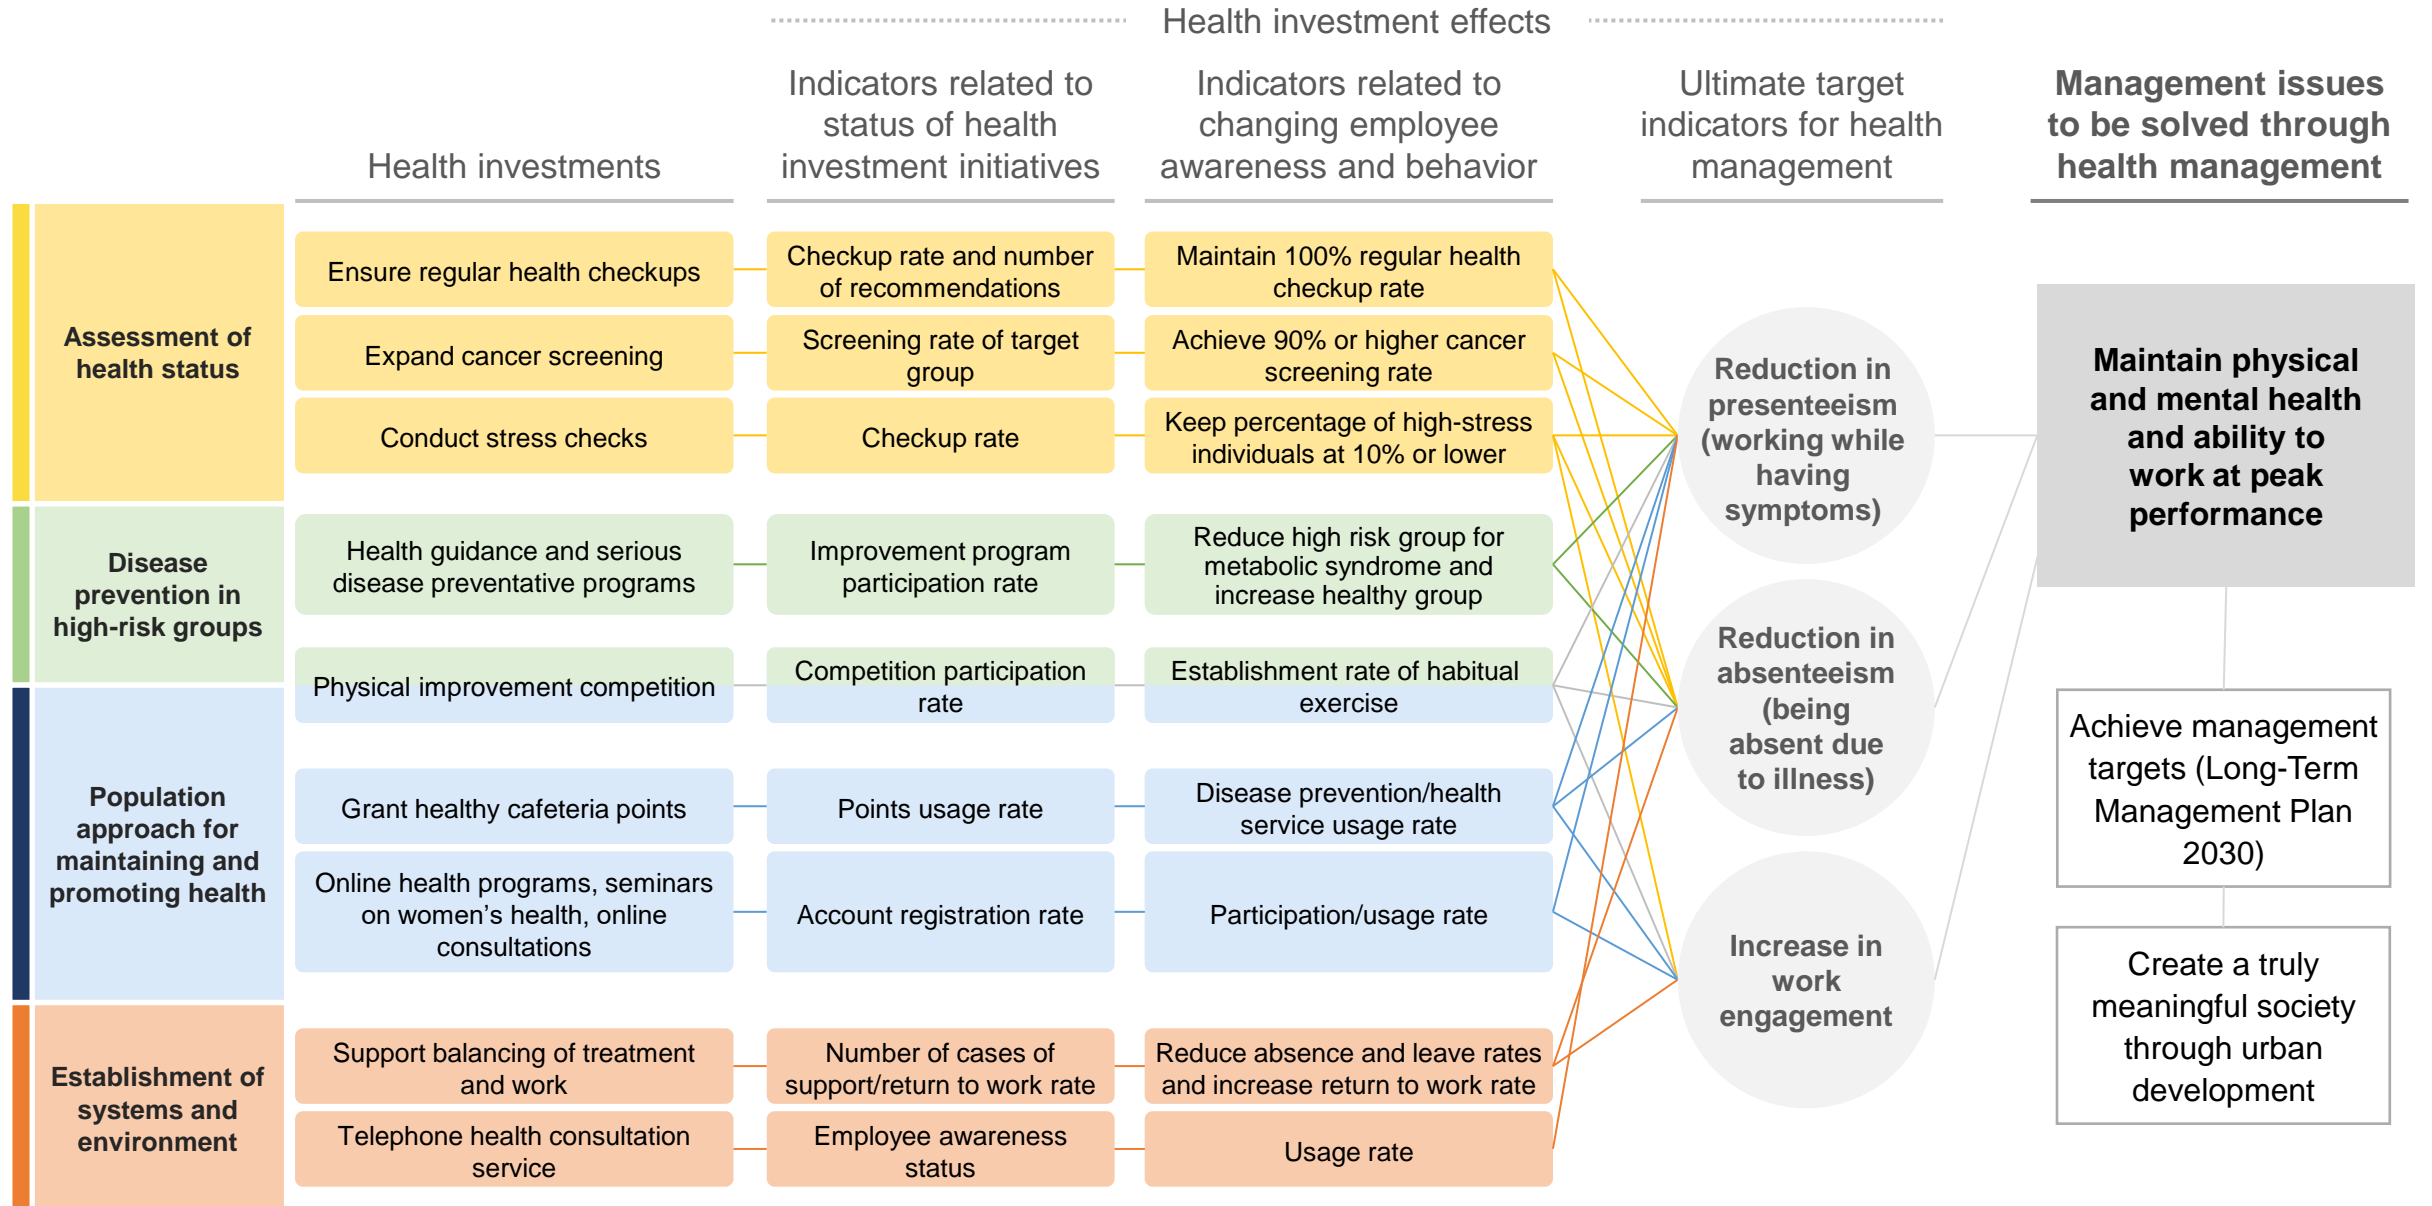 Health investment effects
Health investments
Indicators related to
status of health
investment initiatives
Indicators related to
changing employee
awareness and behavior
Ultimate target
indicators for health
management
Management issues
to be solved through
health management
Assessment of
health status
Ensure regular health checkups
Checkup rate and number
of recommendations
Maintain 100% regular health
checkup rate
Expand cancer screening
Screening rate of target
group
Achieve 90% or higher cancer
screening rate
Conduct stress checks
Checkup rate
Keep percentage of high-stress
individuals at 10% or lower
Disease
prevention in
high-risk groups
Health guidance and serious
disease preventative programs
Improvement program
participation rate
Reduce high risk group for
metabolic syndrome and
increase healthy group
Physical improvement competition
Competition participation
rate
Establishment rate of habitual
exercise
Population
approach for
maintaining and
promoting health
Grant healthy cafeteria points
Points usage rate
Disease prevention/health
service usage rate
Online health programs, seminars
on women’s health, online
consultations
Account registration rate
Participation/usage rate
Establishment of
systems and
environment
Support balancing of treatment
and work
Number of cases of
support/return to work rate
Reduce absence and leave rates
and increase return to work rate
Telephone health consultation
service
Employee awareness
status
Usage rate
Reduction in
presenteeism
(working while
having
symptoms)
Reduction in
absenteeism
(being
absent due
to illness)
Increase in
work
engagement
Maintain physical
and mental health
and ability to
work at peak
performance
Achieve management
targets (Long-Term
Management Plan
2030)
Create a truly
meaningful society
through urban
development